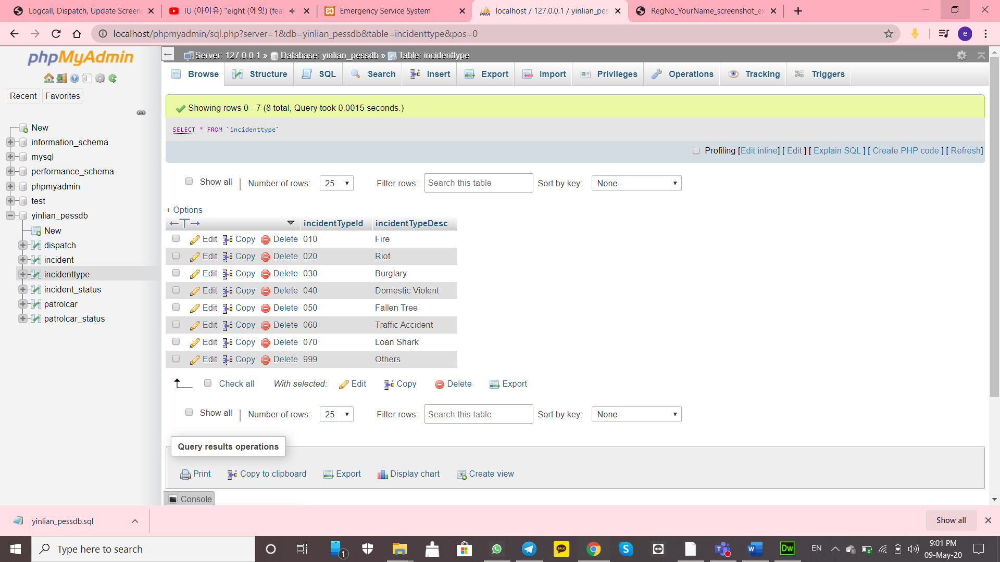 Logcall, Dispatch, Update Screen
IU (아이유) "eight (에잇) (fea
Emergency Service System
localhost / 127.0.0.1 / yinlian_pes
RegNo_YourName_screenshot_ex
localhost/phpmyadmin/sql.php?server=1&db=yinlian_pessdb&table=incidenttype&pos=0
e
phpMyAdmin
Recent Favorites
New
information_schema
mysql
performance_schema
phpmyadmin
test
yinlian_pessdb
New
dispatch
incident
incidenttype
incident_status
patrolcar
patrolcar_status
Server: 127.0.0.1 » Database: yinlian_pessdb » Table: incidenttype
Browse Structure SQL Search Insert Export Import Privileges Operations Tracking Triggers
Showing rows 0 - 7 (8 total, Query took 0.0015 seconds.)
SELECT * FROM `incidenttype`
Profiling [Edit inline] [ Edit ] [ Explain SQL ] [ Create PHP code ] [ Refresh]
Show all | Number of rows: 25 Filter rows: Search this table Sort by key: None
+ Options
←T→ incidentTypeId incidentTypeDesc
Edit Copy Delete 010 Fire
Edit Copy Delete 020 Riot
Edit Copy Delete 030 Burglary
Edit Copy Delete 040 Domestic Violent
Edit Copy Delete 050 Fallen Tree
Edit Copy Delete 060 Traffic Accident
Edit Copy Delete 070 Loan Shark
Edit Copy Delete 999 Others
Check all With selected: Edit Copy Delete Export
Show all | Number of rows: 25 Filter rows: Search this table Sort by key: None
Query results operations
Print Copy to clipboard Export Display chart Create view
Console
yinlian_pessdb.sql
Show all
Type here to search
1
TALK
S
T
W
Dw
EN
9:01 PM
09-May-20